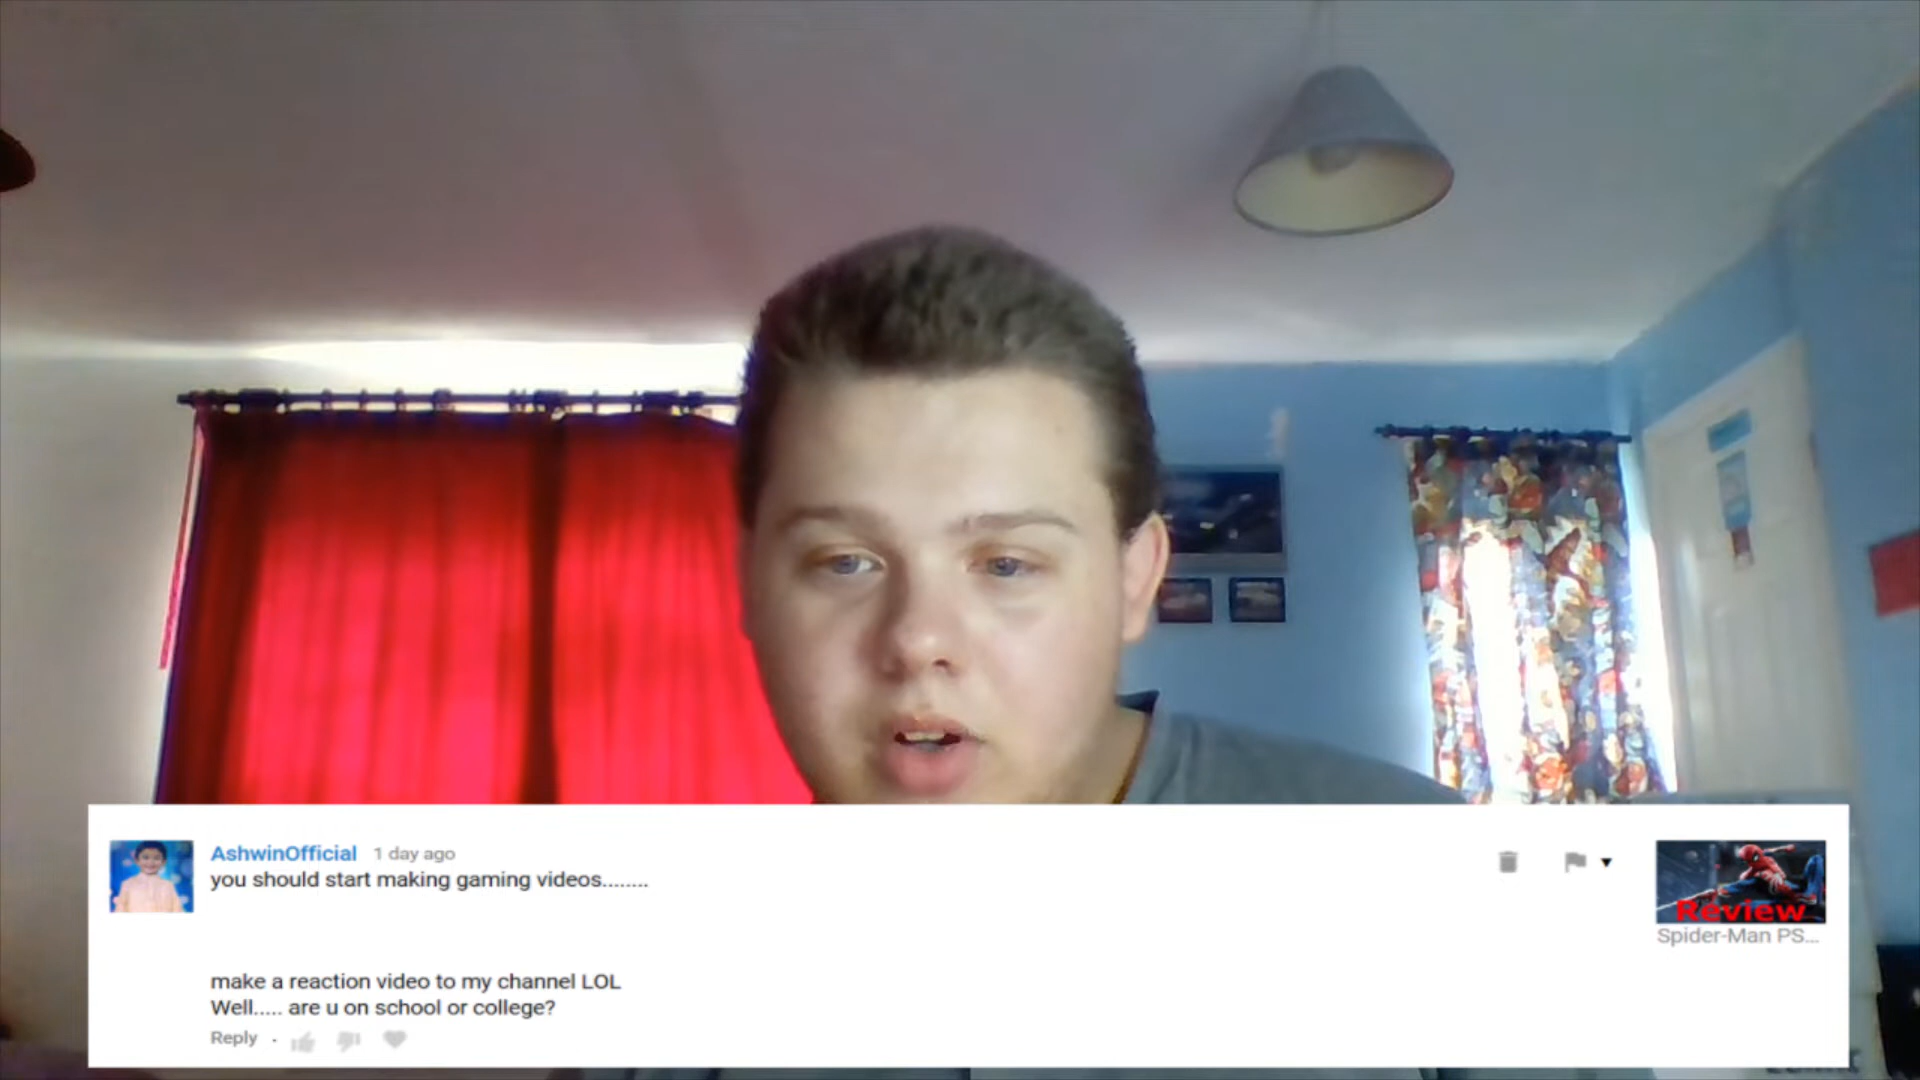 AshwinOfficial 1 day ago
you should start making gaming videos........
make a reaction video to my channel LOL
Well..... are u on school or college?
Reply
Review
Spider-Man PS...